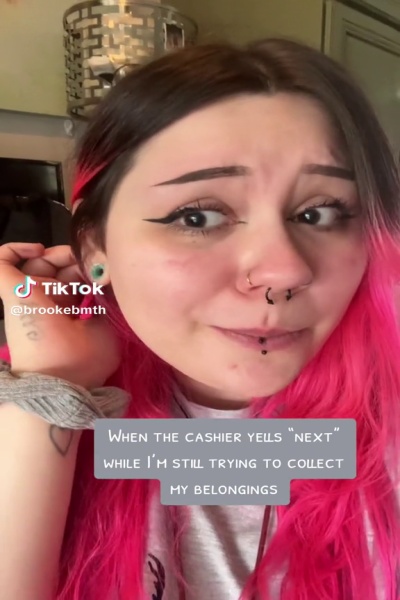 TikTok
@brookebmth
When the cashier yells "next"
while I'm still trying to collect
my belongings